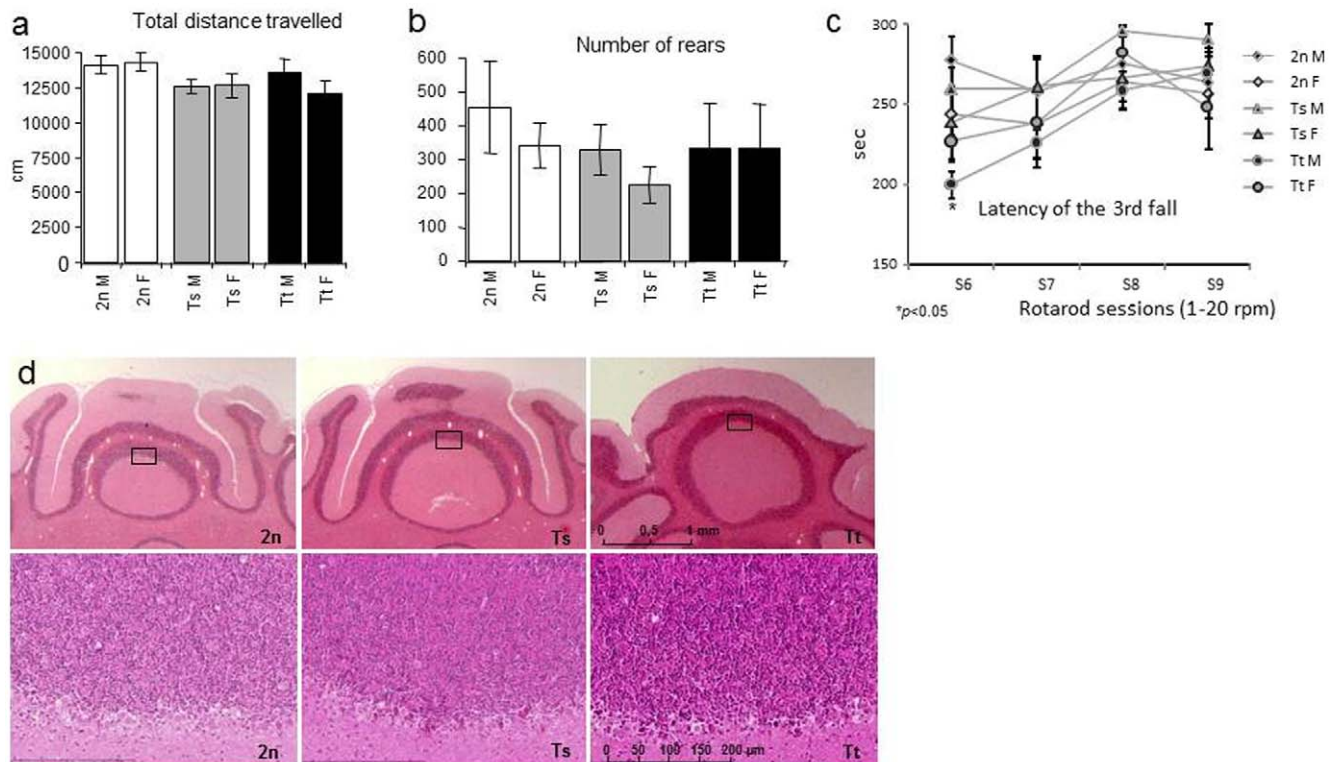 a
Total distance travelled
15000
12500
10000
7500
5000
2500
0
cm
2n M
2n F
Ts M
Ts F
Tt M
Tt F
b
Number of rears
600
500
400
300
200
100
0
2n M
2n F
Ts M
Ts F
Tt M
Tt F
c
300
250
200
150
sec
2n M
2n F
Ts M
Ts F
Tt M
Tt F
* Latency of the 3rd fall
S6 S7 S8 S9
*p<0.05 Rotarod sessions (1-20 rpm)
d
2n
Ts
0 0,5 1 mm
Tt
2n
Ts
0 50 100 150 200 µm
Tt